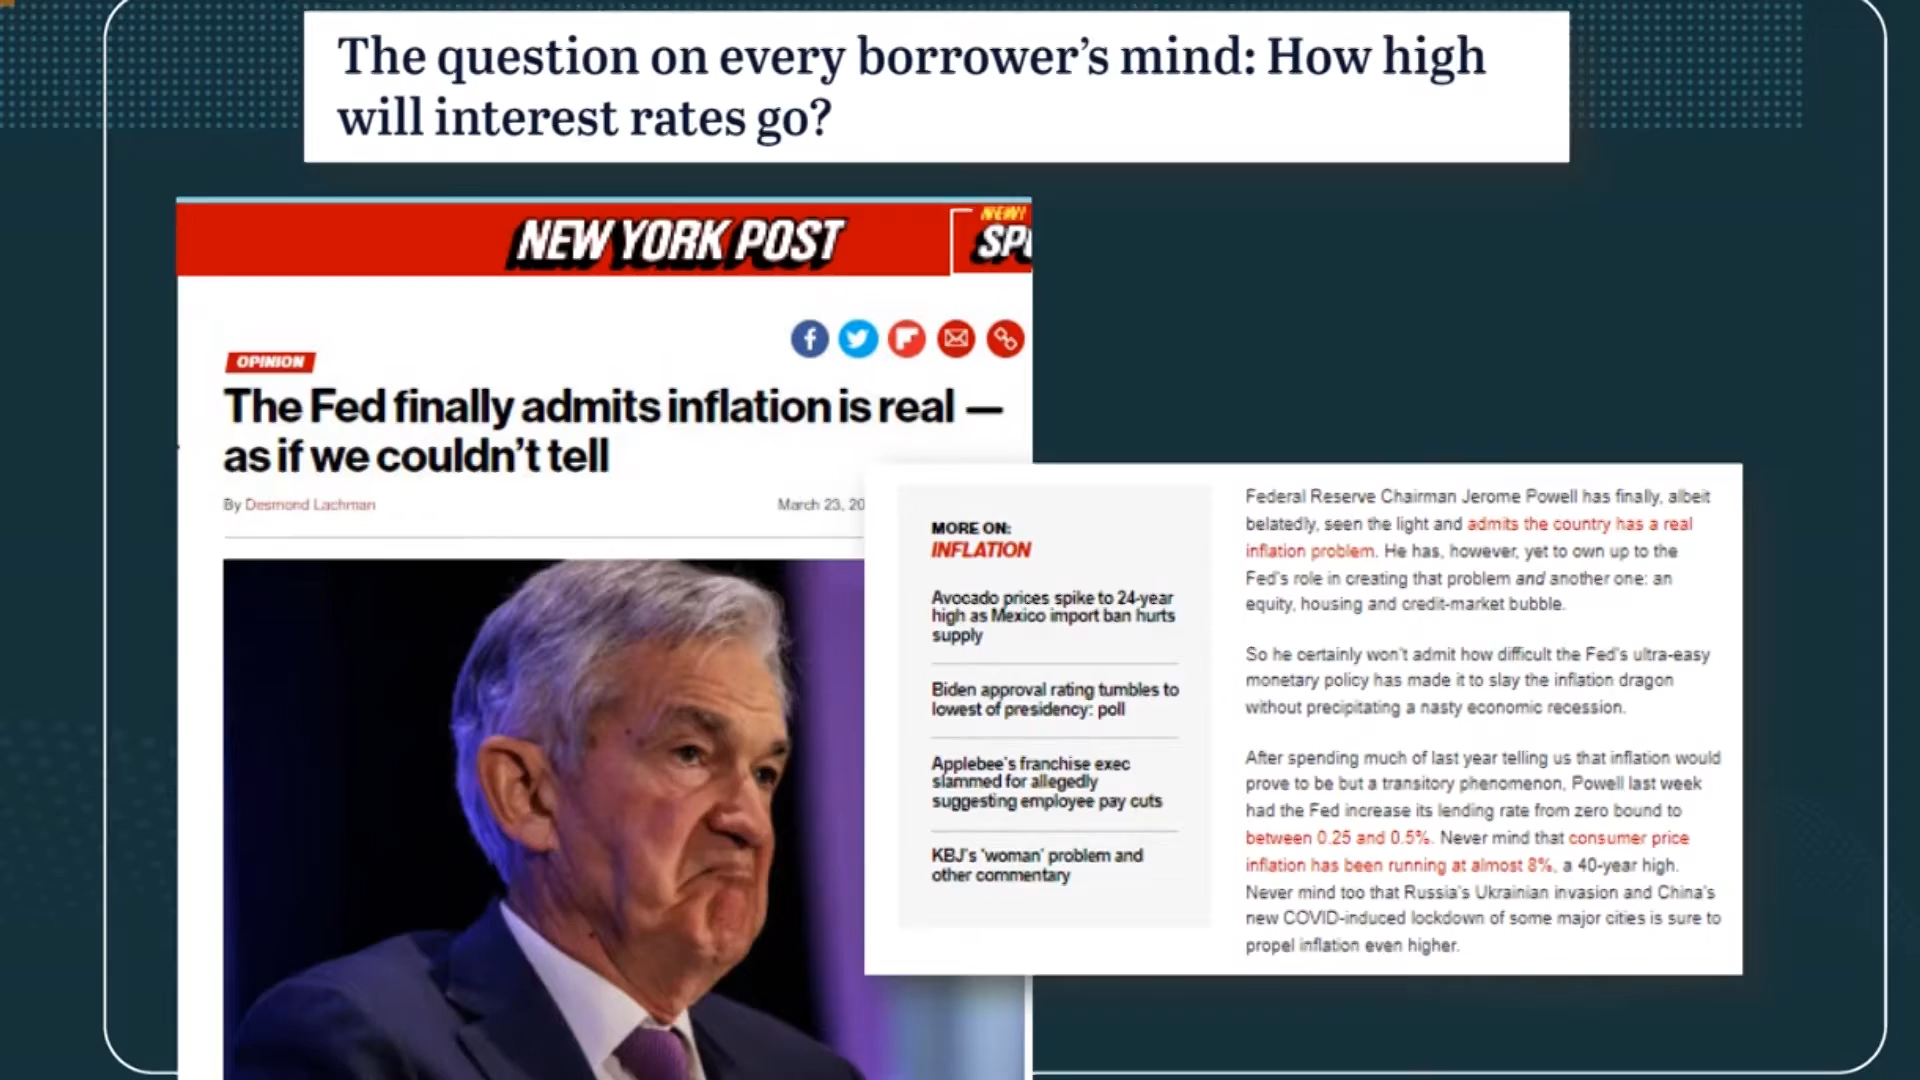 The question on every borrower’s mind: How high
will interest rates go?
NEW YORK POST
NEW!
OPINION
The Fed finally admits inflation is real —
as if we couldn’t tell
By Desmond Lachman
March 23, 20
MORE ON:
INFLATION
Avocado prices spike to 24-year
high as Mexico import ban hurts
supply
Biden approval rating tumbles to
lowest of presidency: poll
Applebee’s franchise exec
slammed for allegedly
suggesting employee pay cuts
KBJ’s ‘woman’ problem and
other commentary
Federal Reserve Chairman Jerome Powell has finally, albeit
belatedly, seen the light and admits the country has a real
inflation problem. He has, however, yet to own up to the
Fed’s role in creating that problem and another one: an
equity, housing and credit-market bubble.
So he certainly won’t admit how difficult the Fed’s ultra-easy
monetary policy has made it to slay the inflation dragon
without precipitating a nasty economic recession.
After spending much of last year telling us that inflation would
prove to be but a transitory phenomenon, Powell last week
had the Fed increase its lending rate from zero bound to
between 0.25 and 0.5%. Never mind that consumer price
inflation has been running at almost 8%, a 40-year high.
Never mind too that Russia’s Ukrainian invasion and China’s
new COVID-induced lockdown of some major cities is sure to
propel inflation even higher.